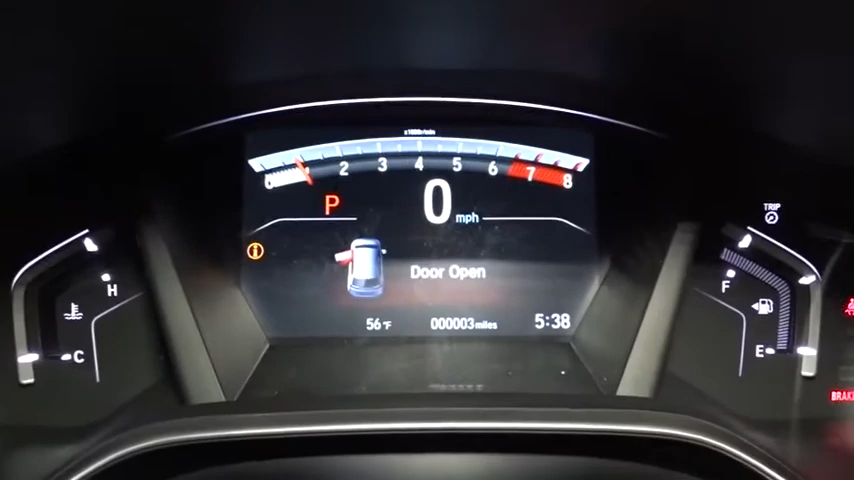 x1000r/min
0 1 2 3 4 5 6 7 8
P 0 mph
TRIP
H
F
Door Open
C
E
56°F 000003 miles 5:38
BRAKE